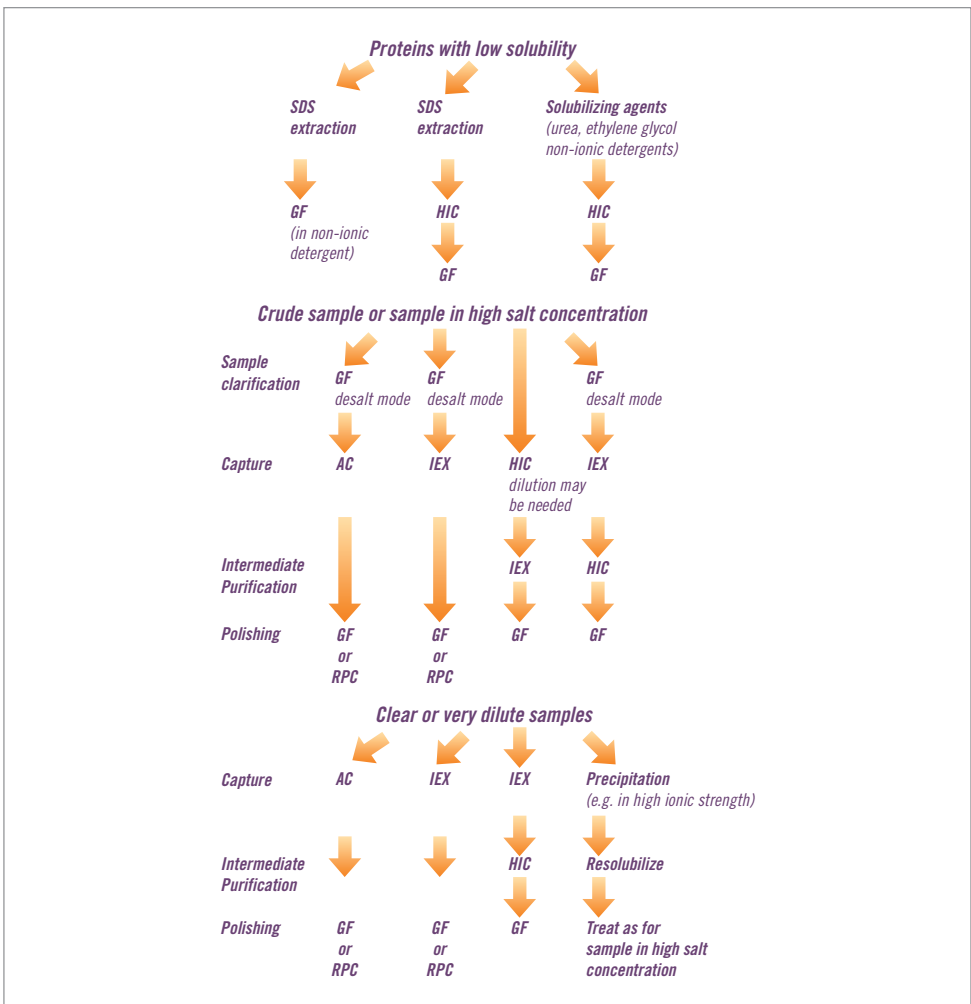 Proteins with low solubility
SDS
extraction
SDS
extraction
Solubilizing agents
(urea, ethylene glycol
non-ionic detergents)
GF
(in non-ionic
detergent)
HIC
HIC
GF
GF
Crude sample or sample in high salt concentration
Sample
clarification
GF
desalt mode
GF
desalt mode
GF
desalt mode
Capture
AC
IEX
HIC
dilution may
be needed
IEX
Intermediate
Purification
IEX
HIC
Polishing
GF
or
RPC
GF
or
RPC
GF
GF
Clear or very dilute samples
Capture
AC
IEX
IEX
Precipitation
(e.g. in high ionic strength)
Intermediate
Purification
HIC
Resolubilize
Polishing
GF
or
RPC
GF
or
RPC
GF
Treat as for
sample in high salt
concentration